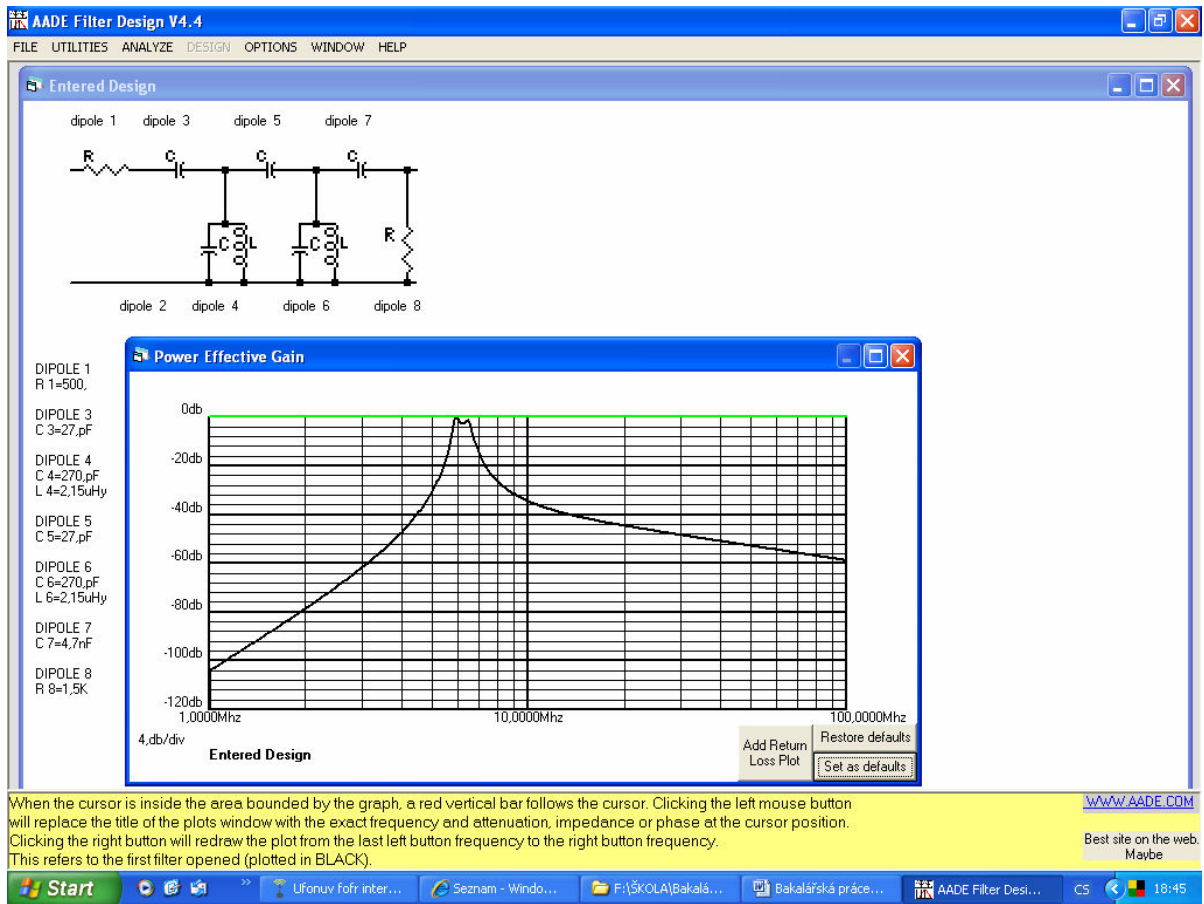 AADE Filter Design V4.4
FILE UTILITIES ANALYZE DESIGN OPTIONS WINDOW HELP
Entered Design
dipole 1 dipole 3 dipole 5 dipole 7
R C C C
C L C L R
dipole 2 dipole 4 dipole 6 dipole 8
DIPOLE 1
R 1=500,
DIPOLE 3
C 3=27,pF
DIPOLE 4
C 4=270,pF
L 4=2,15uHy
DIPOLE 5
C 5=27,pF
DIPOLE 6
C 6=270,pF
L 6=2,15uHy
DIPOLE 7
C 7=4,7nF
DIPOLE 8
R 8=1,5K
Power Effective Gain
0db
-20db
-40db
-60db
-80db
-100db
-120db
1,0000Mhz 10,0000Mhz 100,0000Mhz
4,db/div
Entered Design
Add Return
Loss Plot
Restore defaults
Set as defaults
When the cursor is inside the area bounded by the graph, a red vertical bar follows the cursor. Clicking the left mouse button
will replace the title of the plots window with the exact frequency and attenuation, impedance or phase at the cursor position.
Clicking the right button will redraw the plot from the last left button frequency to the right button frequency.
This refers to the first filter opened (plotted in BLACK).
WWW.AADE.COM
Best site on the web.
Maybe
Start » Ufonuv fofr inter... Seznam - Windo... F:\ŠKOLA\Bakalá... Bakalářská práce... AADE Filter Desi... CS 18:45